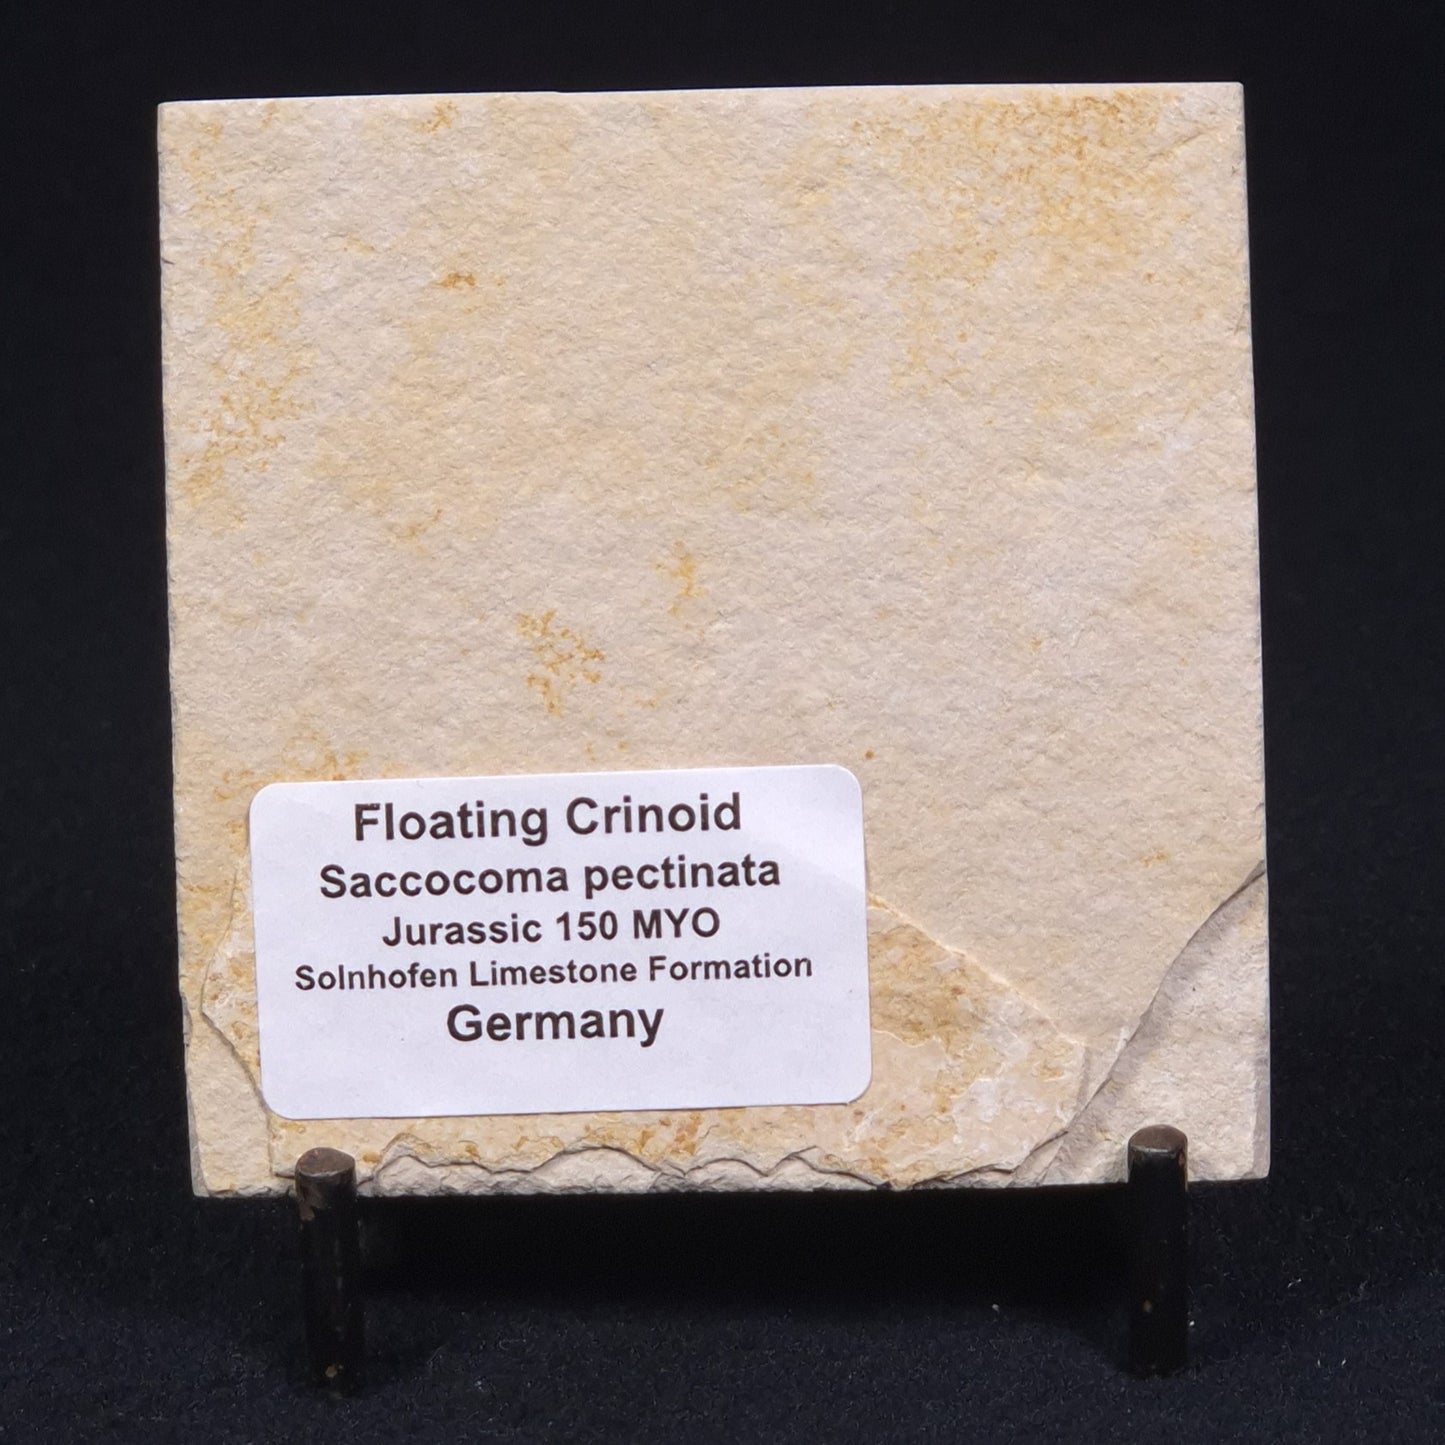 Floating Crinoid
Saccocoma pectinata
Jurassic 150 MYO
Solnhofen Limestone Formation
Germany